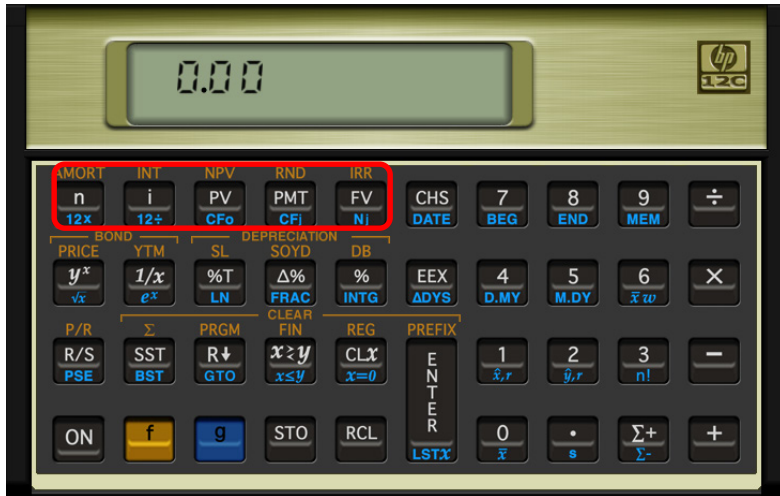 0.00
hp
12C
AMORT INT NPV RND IRR
n i PV PMT FV CHS 7 8 9 ÷
12x 12÷ CFo CFj Nj DATE BEG END MEM
BOND DEPRECIATION
PRICE YTM SL SOYD DB
yˣ 1/x %T Δ% % EEX 4 5 6 ×
√x eˣ LN FRAC INTG ΔDYS D.MY M.DY x̅w
CLEAR
P/R Σ PRGM FIN REG PREFIX
R/S SST R↓ x≷y CLx ENTER 1 2 3 −
PSE BST GTO x≤y x=0 x̂,r ŷ,r n!
ON f g STO RCL 0 . Σ+ +
LSTx x̅ s Σ-